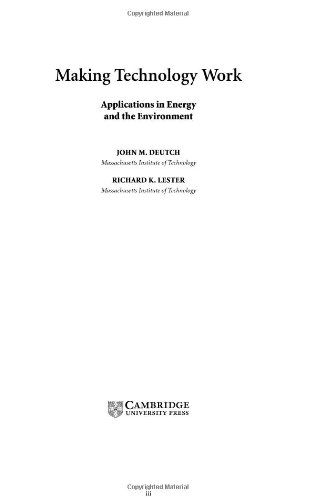 Making Technology Work
Applications in Energy
and the Environment
JOHN M. DEUTCH
Massachusetts Institute of Technology
RICHARD K. LESTER
Massachusetts Institute of Technology
CAMBRIDGE
UNIVERSITY PRESS
Copyrighted Material
iii